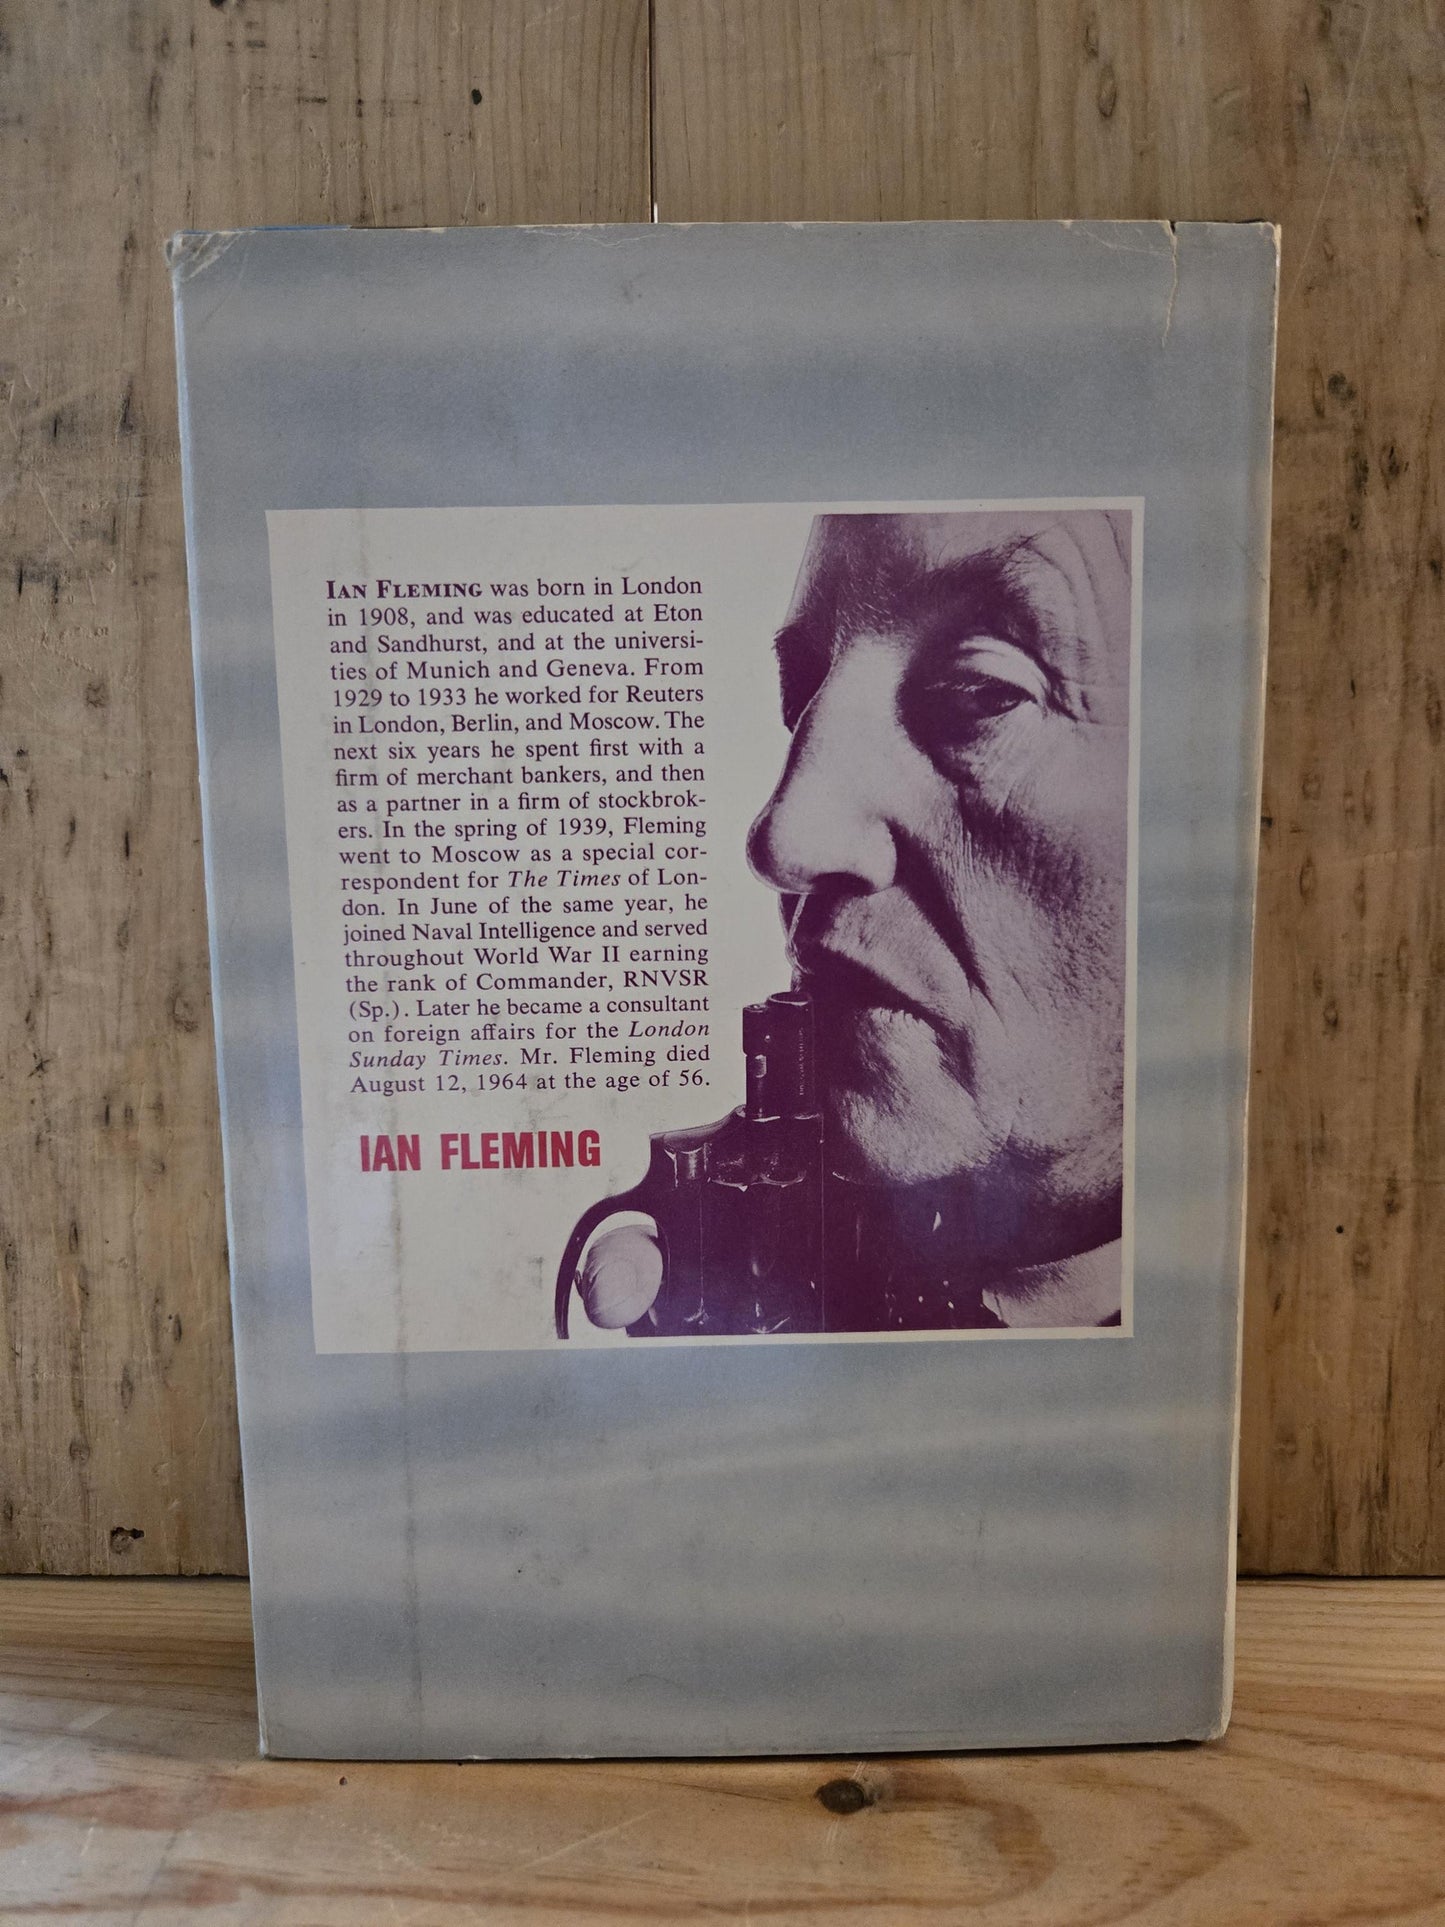 IAN FLEMING was born in London
in 1908, and was educated at Eton
and Sandhurst, and at the universi-
ties of Munich and Geneva. From
1929 to 1933 he worked for Reuters
in London, Berlin, and Moscow. The
next six years he spent first with a
firm of merchant bankers, and then
as a partner in a firm of stockbrok-
ers. In the spring of 1939, Fleming
went to Moscow as a special cor-
respondent for The Times of Lon-
don. In June of the same year, he
joined Naval Intelligence and served
throughout World War II earning
the rank of Commander, RNVSR
(Sp.). Later he became a consultant
on foreign affairs for the London
Sunday Times. Mr. Fleming died
August 12, 1964 at the age of 56.
IAN FLEMING